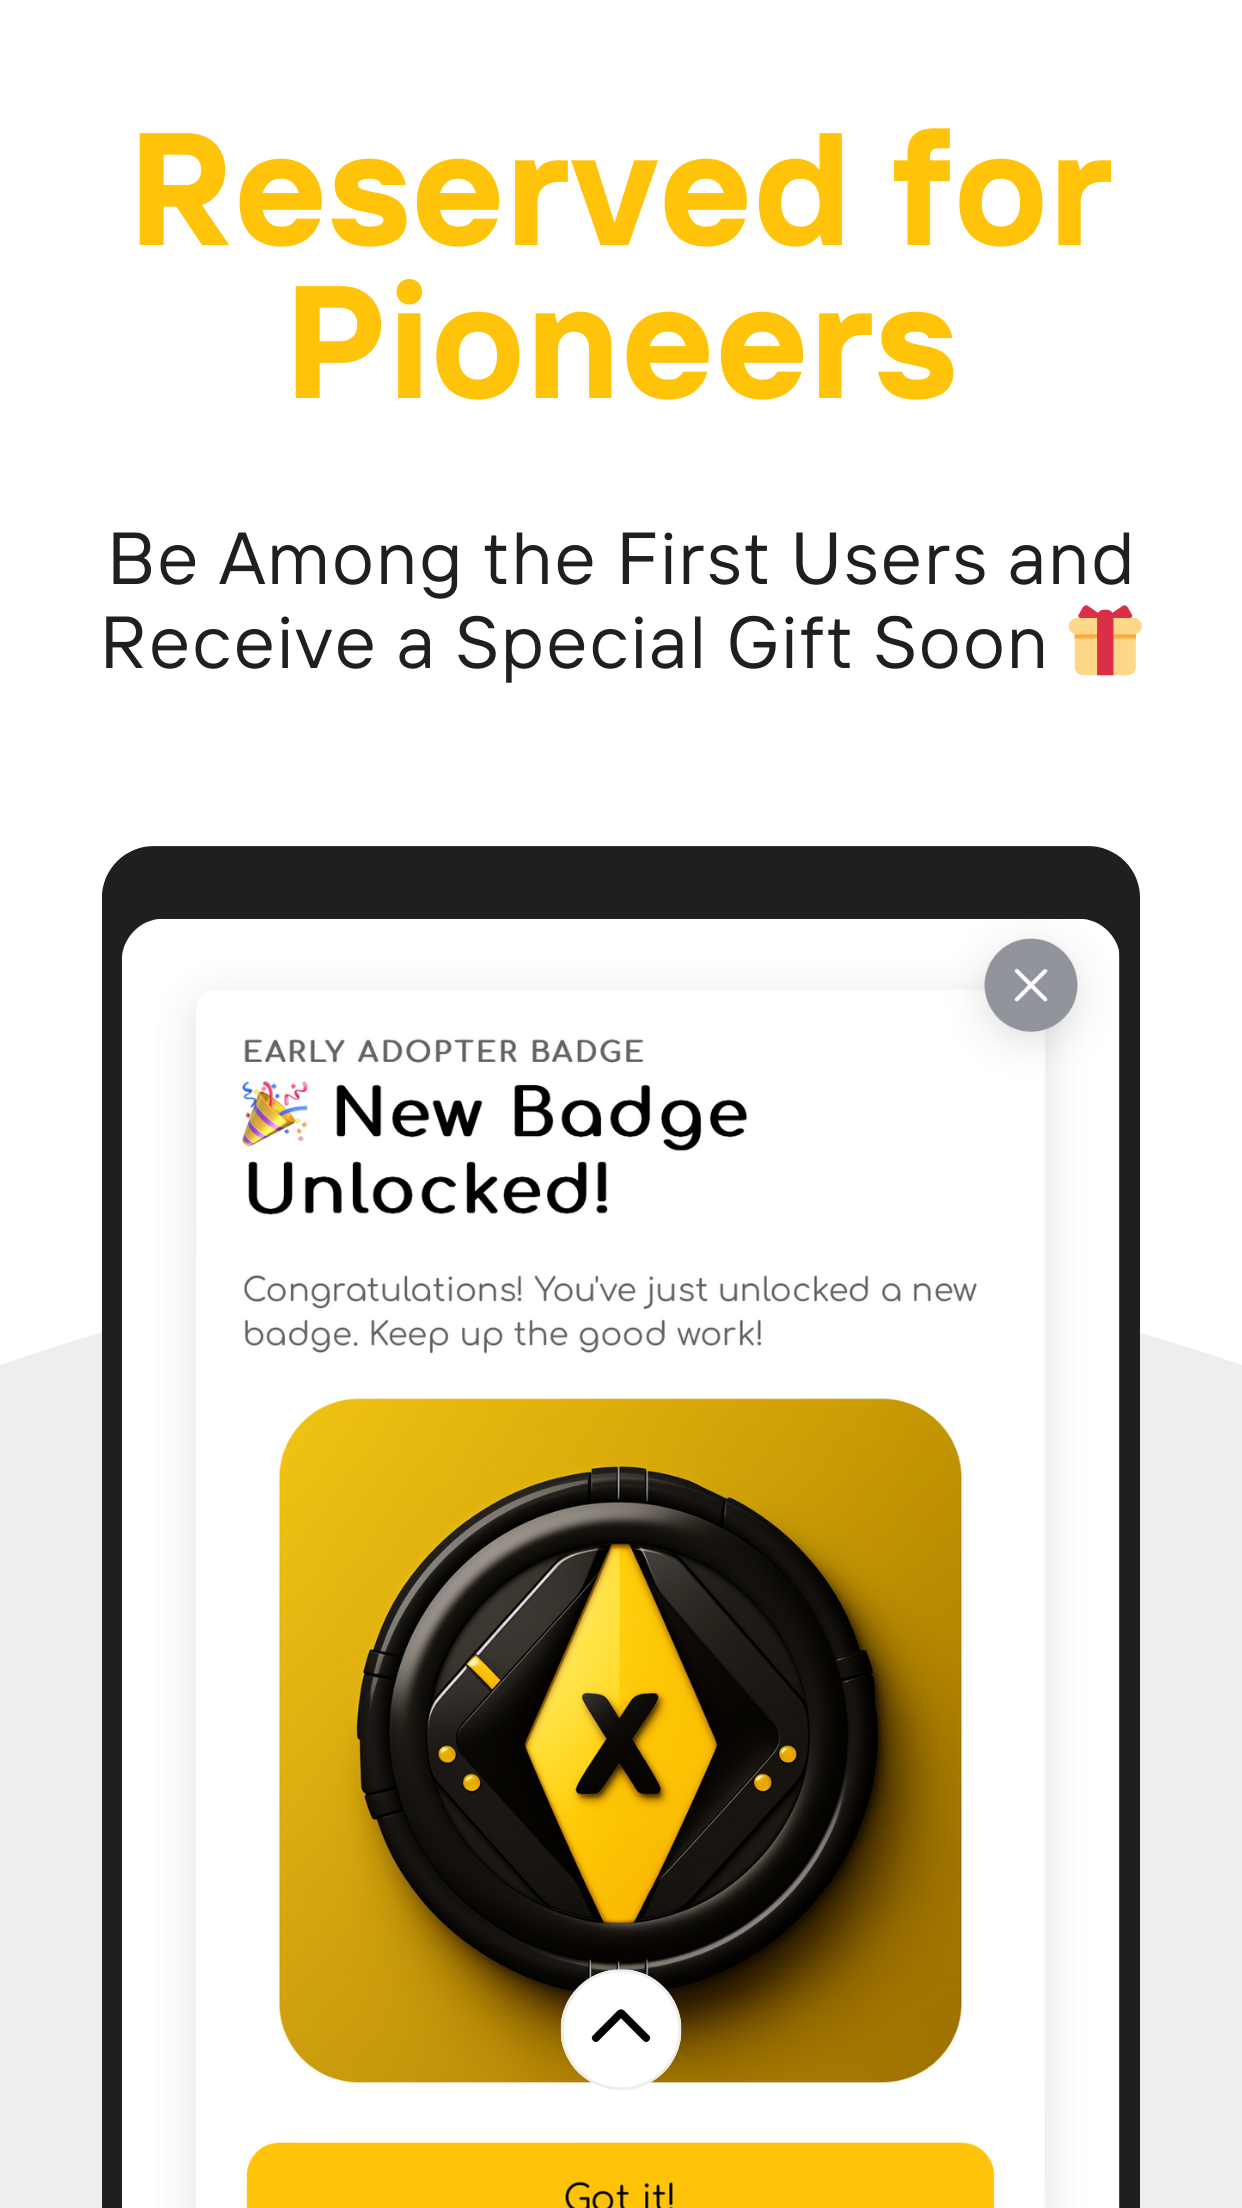 Reserved for
Pioneers
Be Among the First Users and
Receive a Special Gift Soon 🎁
EARLY ADOPTER BADGE
🎉 New Badge
Unlocked!
Congratulations! You've just unlocked a new
badge. Keep up the good work!
X
Got it!